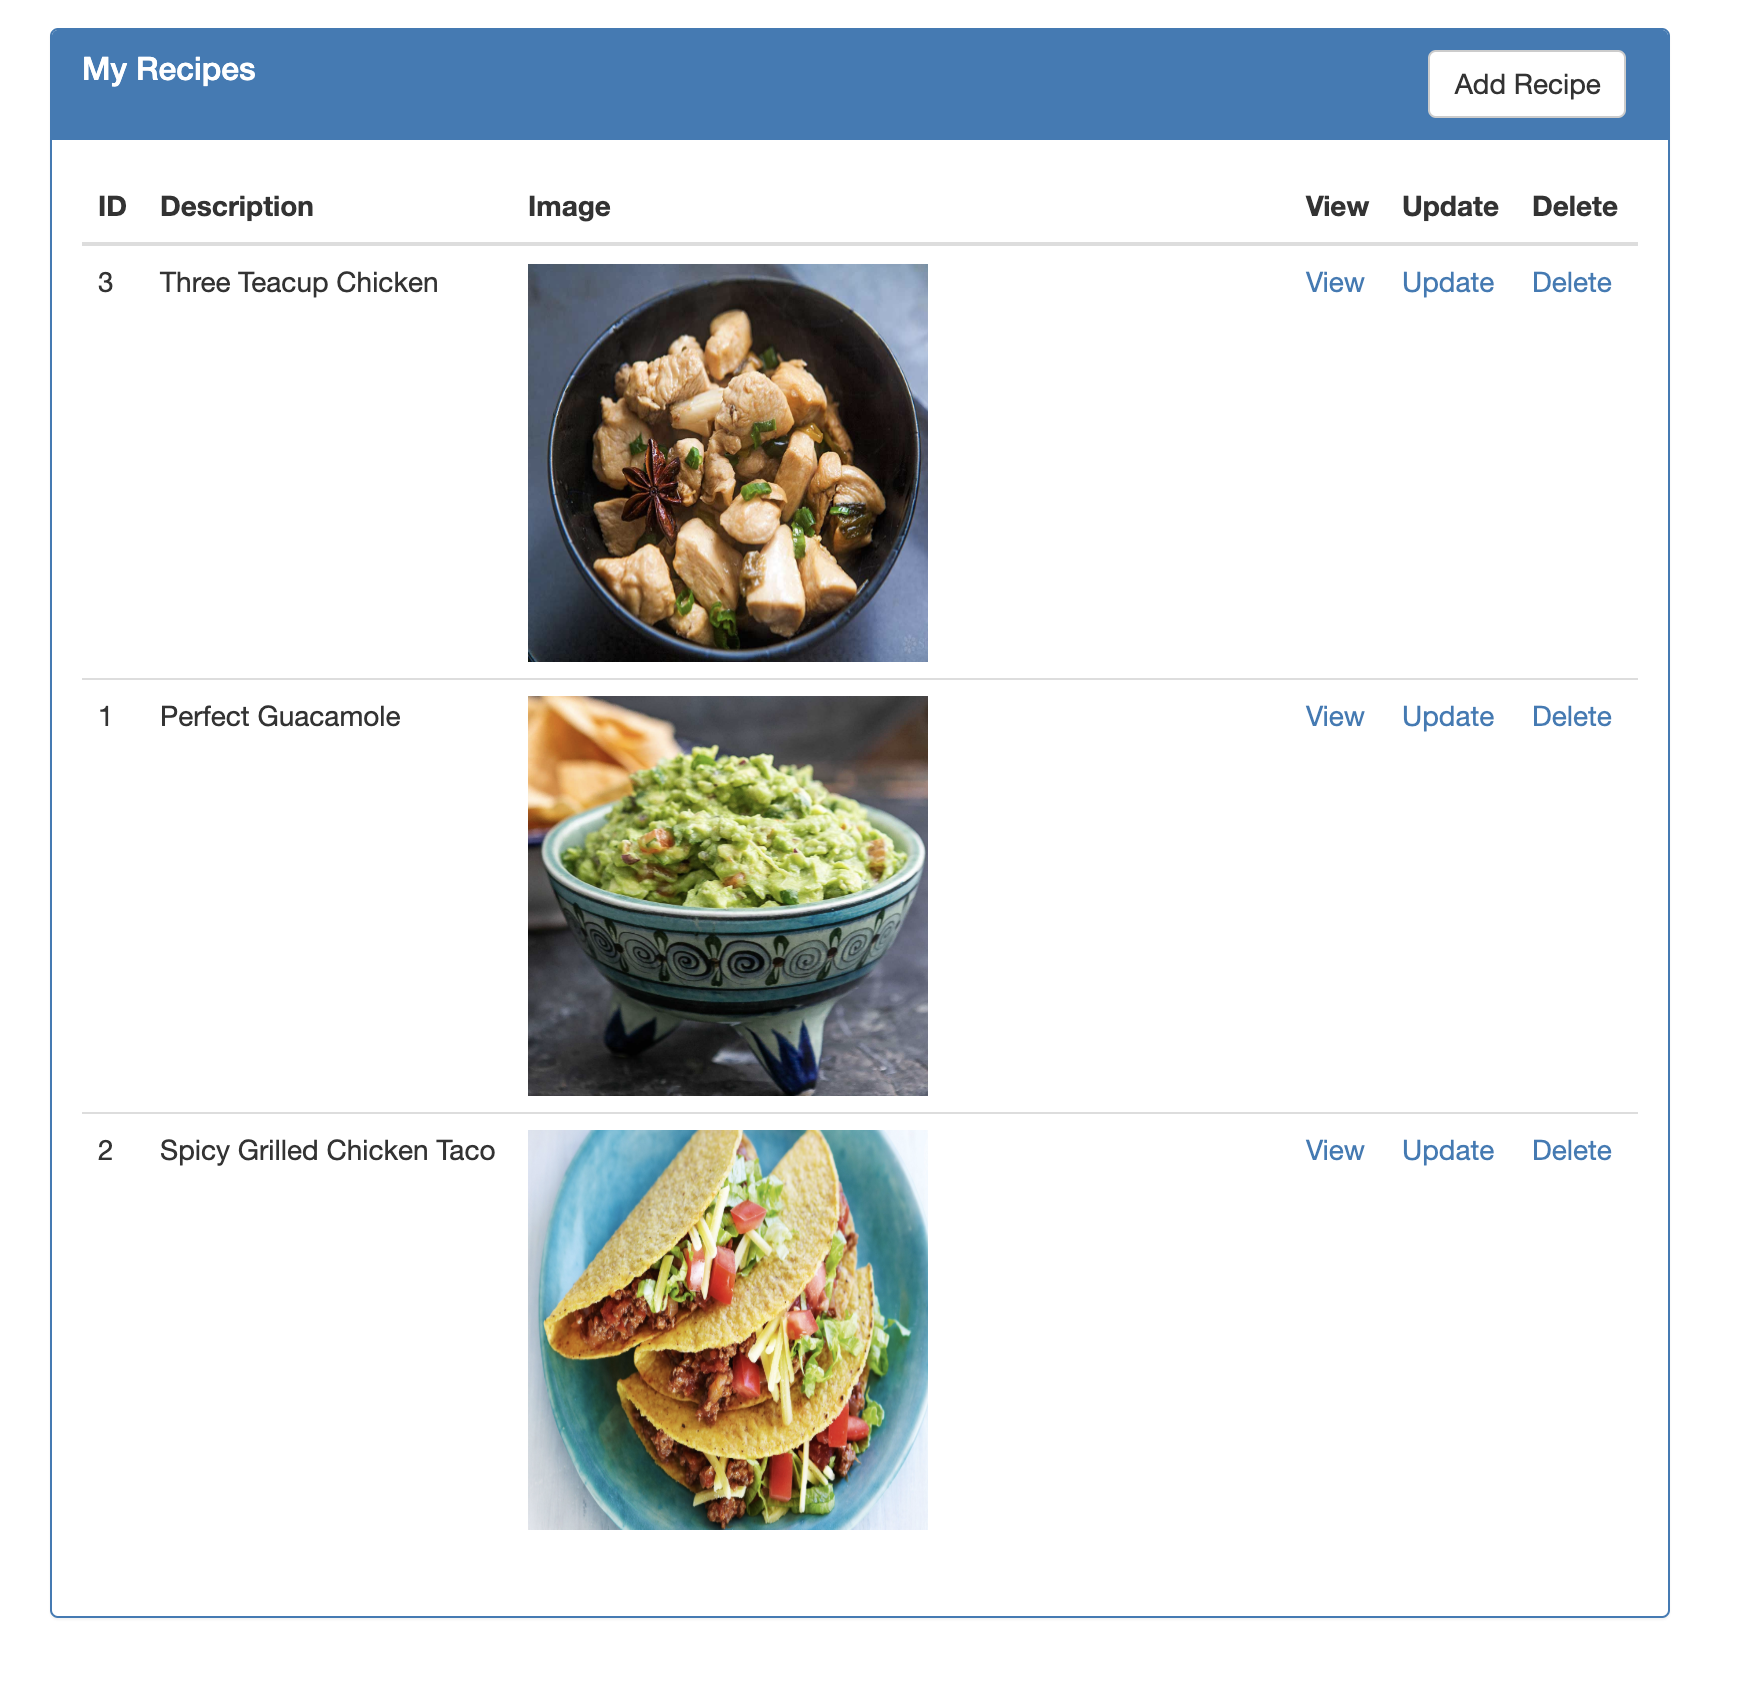 My Recipes
Add Recipe
ID Description Image View Update Delete
3 Three Teacup Chicken View Update Delete
1 Perfect Guacamole View Update Delete
2 Spicy Grilled Chicken Taco View Update Delete